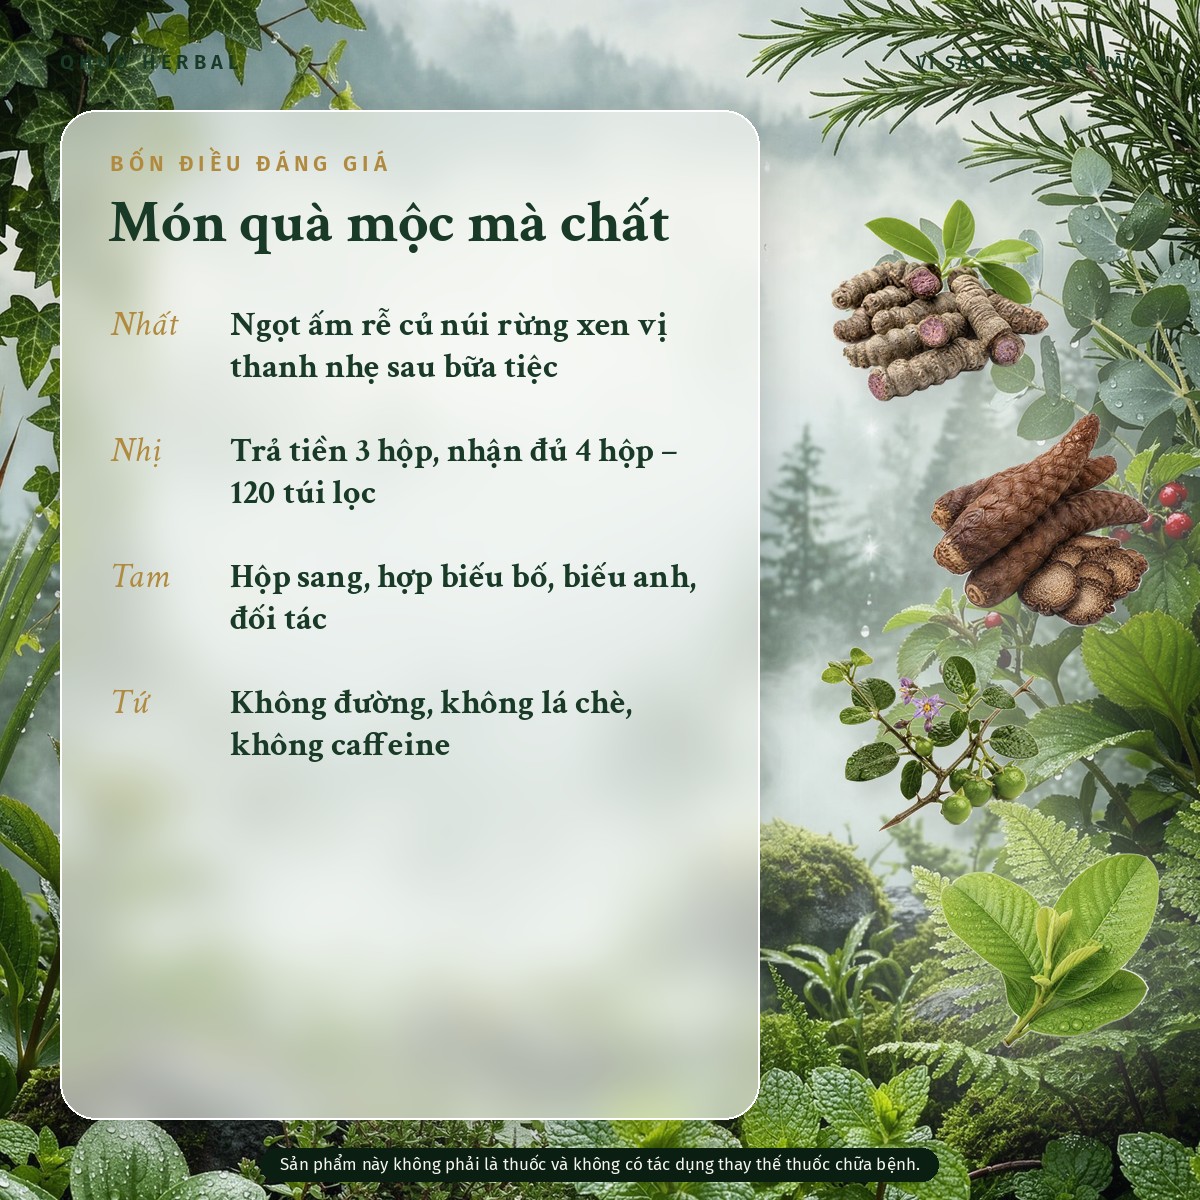 HERBAL
VÌ SAO
BỐN ĐIỀU ĐÁNG GIÁ
Món quà mộc mà chất
Nhất Ngọt ấm rễ củ núi rừng xen vị
thanh nhẹ sau bữa tiệc
Nhị Trả tiền 3 hộp, nhận đủ 4 hộp –
120 túi lọc
Tam Hộp sang, hợp biếu bố, biếu anh,
đối tác
Tứ Không đường, không lá chè,
không caffeine
Sản phẩm này không phải là thuốc và không có tác dụng thay thế thuốc chữa bệnh.